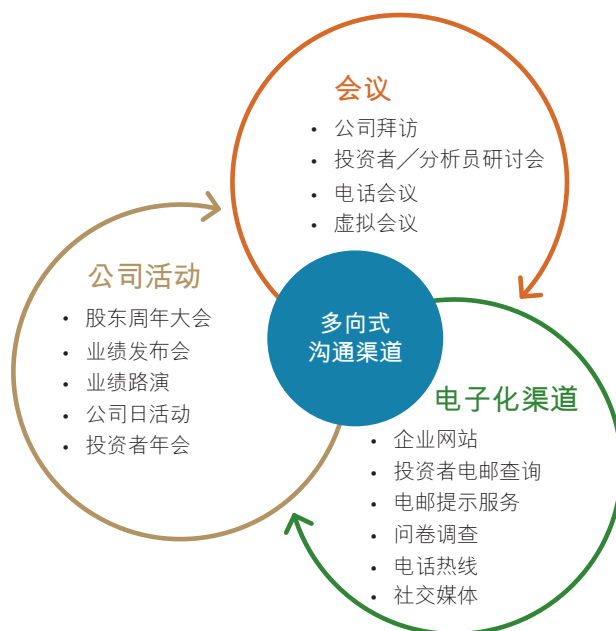 会议
• 公司拜访
• 投资者／分析员研讨会
• 电话会议
• 虚拟会议
公司活动
• 股东周年大会
• 业绩发布会
• 业绩路演
• 公司日活动
• 投资者年会
多向式
沟通渠道
电子化渠道
• 企业网站
• 投资者电邮查询
• 电邮提示服务
• 问卷调查
• 电话热线
• 社交媒体